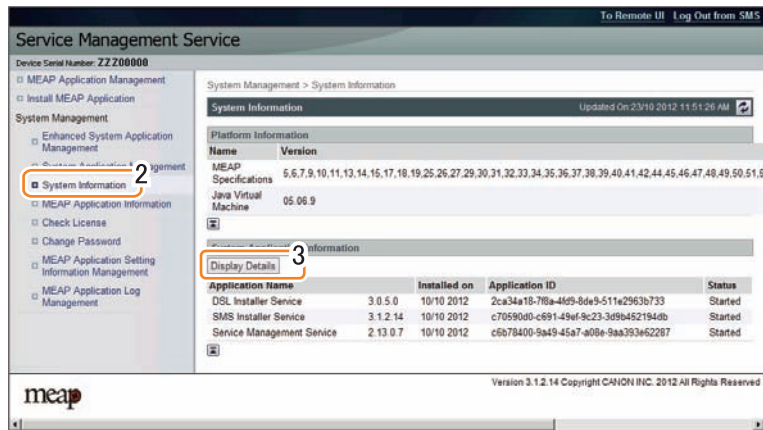 To Remote UI Log Out from SMS
Service Management Service
Device Serial Number: ZZZ00000
MEAP Application Management
Install MEAP Application
System Management
Enhanced System Application
Management
System Application Management
2
System Information
MEAP Application Information
Check License
Change Password
MEAP Application Setting
Information Management
MEAP Application Log
Management
System Management > System Information
System Information Updated On:23/10 2012 11:51:26 AM
Platform Information
Name Version
MEAP
Specifications 5,6,7,9,10,11,13,14,15,17,18,19,25,26,27,29,30,31,32,33,34,35,36,37,38,39,40,41,42,44,45,46,47,48,49,50,51,5
Java Virtual
Machine 05.06.9
System Application Information
3
Display Details
Application Name Installed on Application ID Status
DSL Installer Service 3.0.5.0 10/10 2012 2ca34a18-7f8a-4fd9-8de9-511e2963b733 Started
SMS Installer Service 3.1.2.14 10/10 2012 c70590d0-c691-49ef-9c23-3d9b452194db Started
Service Management Service 2.13.0.7 10/10 2012 c6b78400-9a49-45a7-a08e-9aa393e62287 Started
meap
Version 3.1.2.14 Copyright CANON INC. 2012 All Rights Reserved